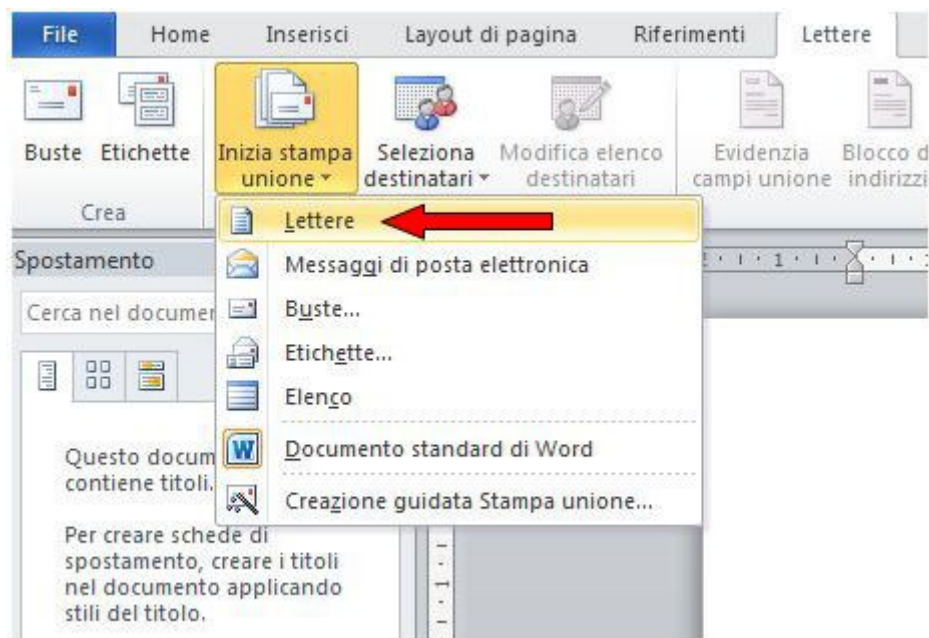 File Home Inserisci Layout di pagina Riferimenti Lettere
Buste Etichette Inizia stampa unione Seleziona destinatari Modifica elenco destinatari Evidenzia campi unione Blocco indirizzi
Crea
Lettere
Spostamento
Messaggi di posta elettronica
Cerca nel
Buste...
Etichette...
Elenco
Documento standard di Word
Creazione guidata Stampa unione...
Questo
contiene titoli.
Per creare schede di
spostamento, creare i titoli
nel documento applicando
stili del titolo.